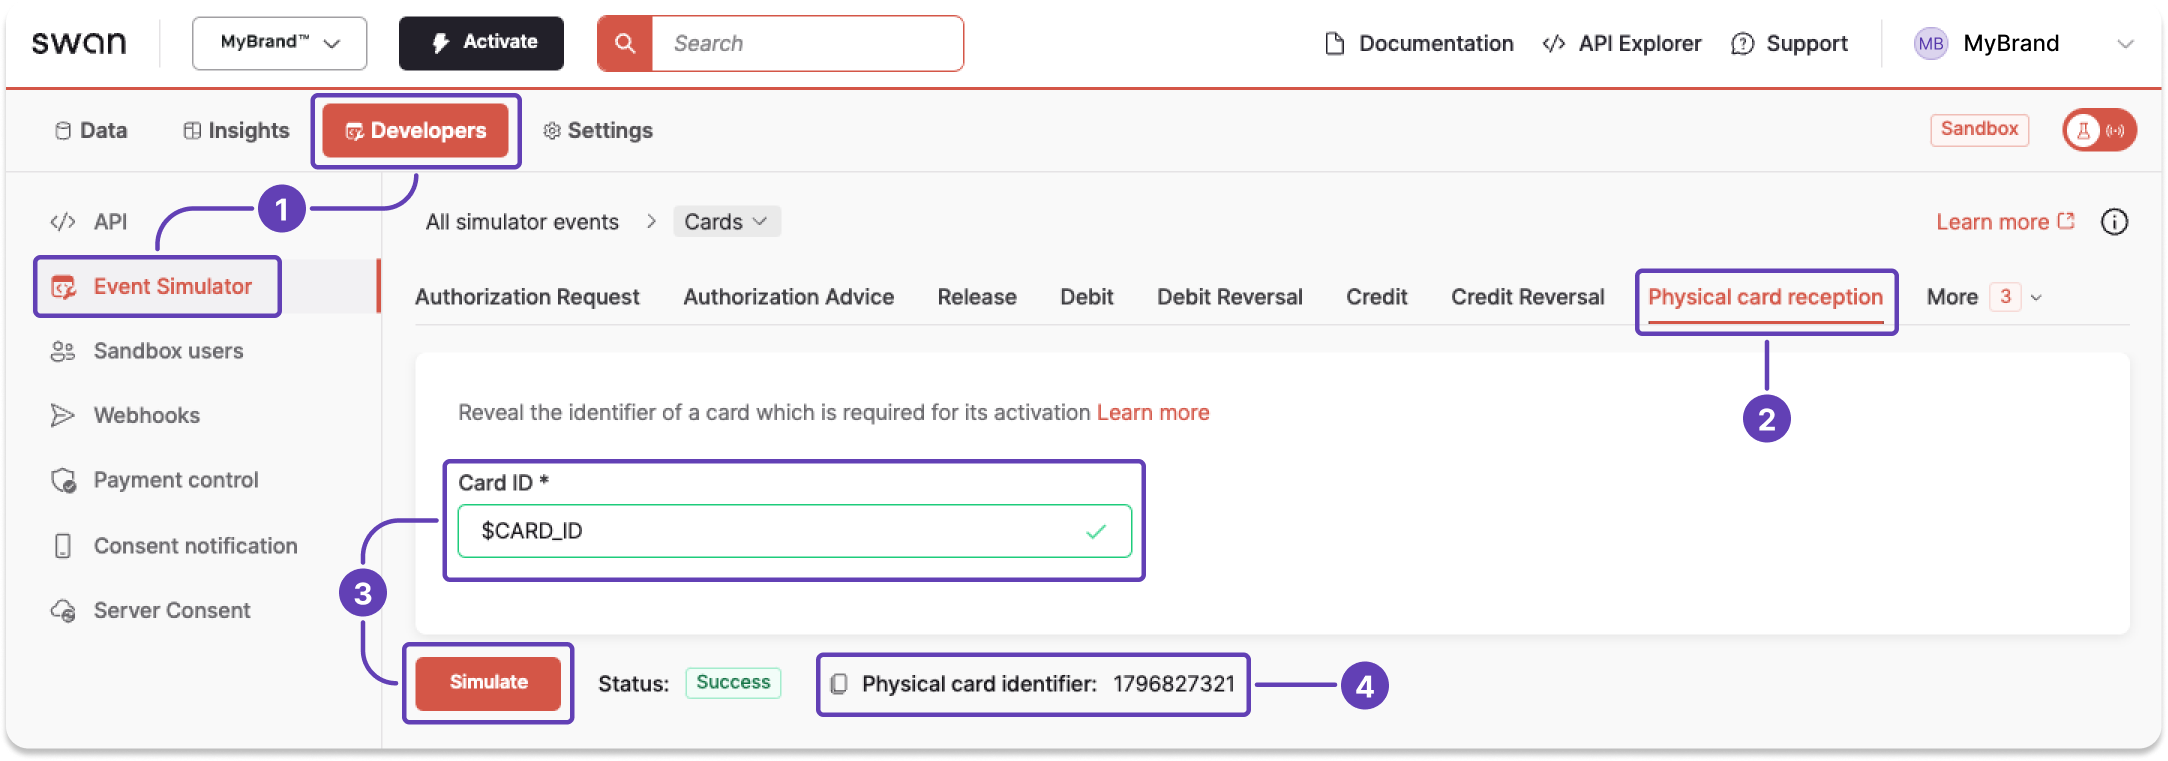 swan
MyBrand™
Activate
Search
Documentation
API Explorer
Support
MB
MyBrand
Data
Insights
Developers
Settings
Sandbox
1
API
Event Simulator
Sandbox users
Webhooks
Payment control
Consent notification
Server Consent
All simulator events
Cards
Learn more
Authorization Request
Authorization Advice
Release
Debit
Debit Reversal
Credit
Credit Reversal
Physical card reception
More 3
2
Reveal the identifier of a card which is required for its activation Learn more
Card ID *
$CARD_ID
3
Simulate
Status: Success
Physical card identifier: 1796827321
4